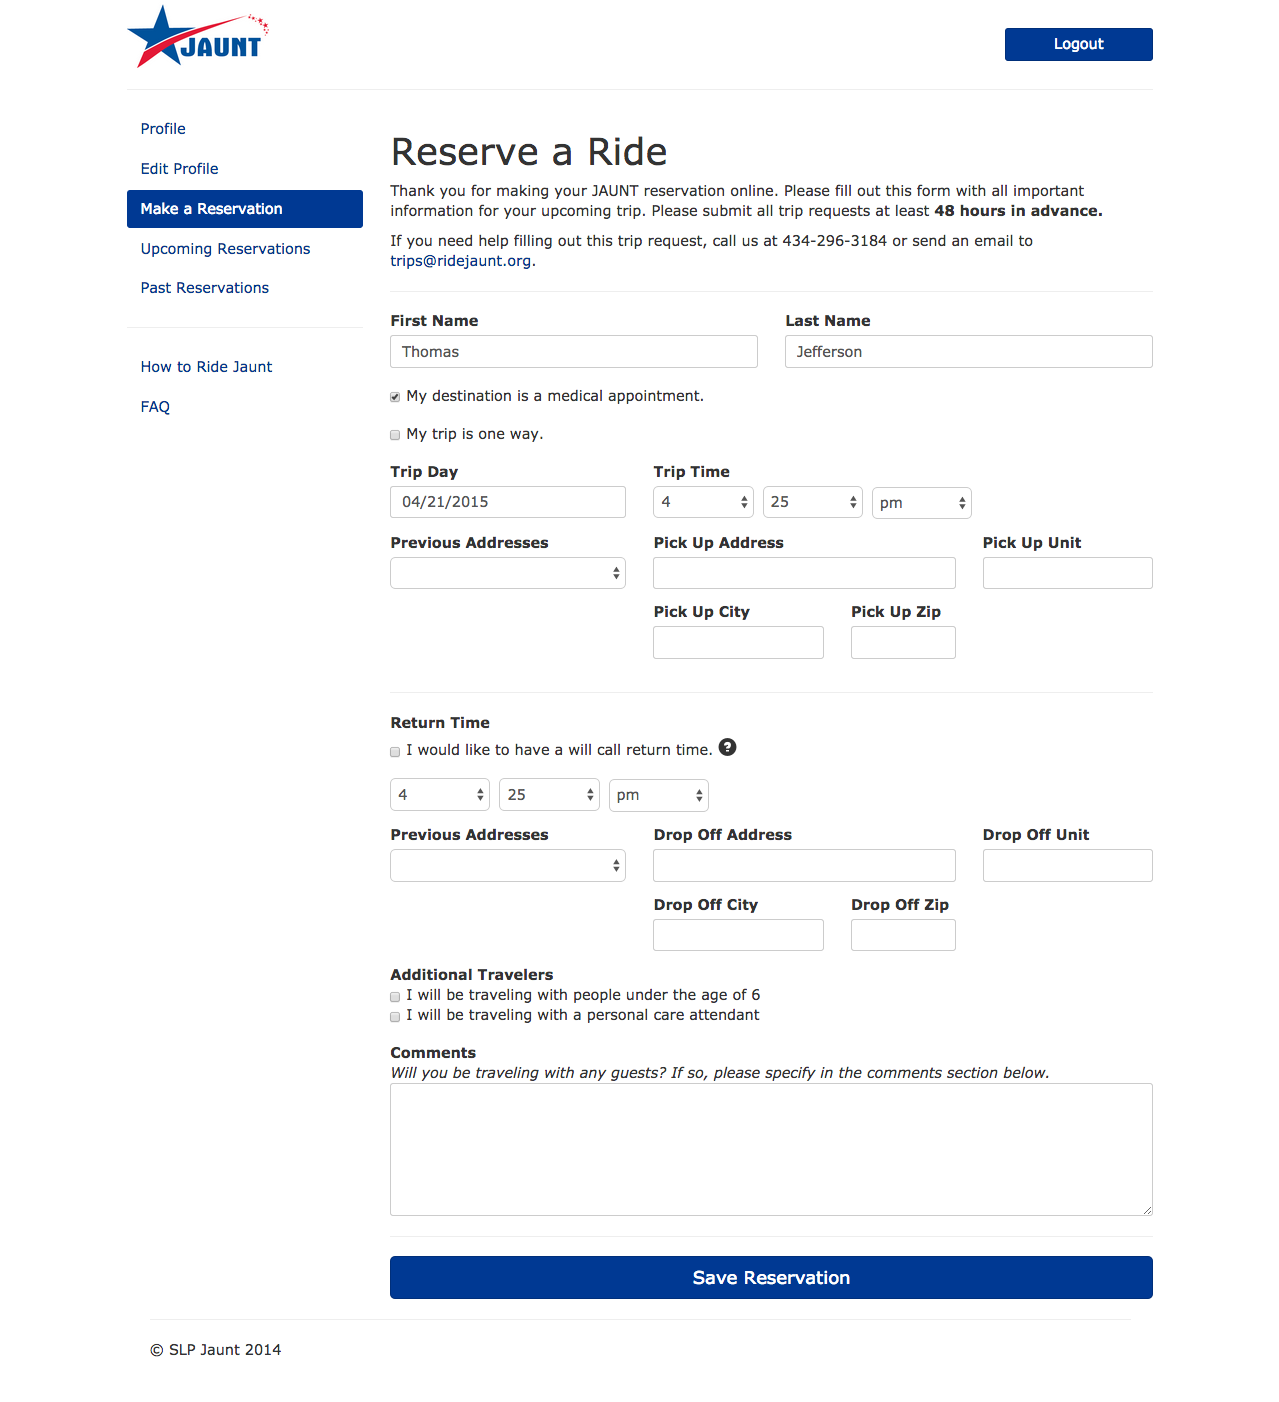 JAUNT
Logout
Profile
Edit Profile
Make a Reservation
Upcoming Reservations
Past Reservations
How to Ride Jaunt
FAQ
Reserve a Ride
Thank you for making your JAUNT reservation online. Please fill out this form with all important
information for your upcoming trip. Please submit all trip requests at least 48 hours in advance.
If you need help filling out this trip request, call us at 434-296-3184 or send an email to
trips@ridejaunt.org.
First Name Last Name
Thomas Jefferson
My destination is a medical appointment.
My trip is one way.
Trip Day Trip Time
04/21/2015 4 25 pm
Previous Addresses Pick Up Address Pick Up Unit
Pick Up City Pick Up Zip
Return Time
I would like to have a will call return time. ?
4 25 pm
Previous Addresses Drop Off Address Drop Off Unit
Drop Off City Drop Off Zip
Additional Travelers
I will be traveling with people under the age of 6
I will be traveling with a personal care attendant
Comments
Will you be traveling with any guests? If so, please specify in the comments section below.
Save Reservation
© SLP Jaunt 2014